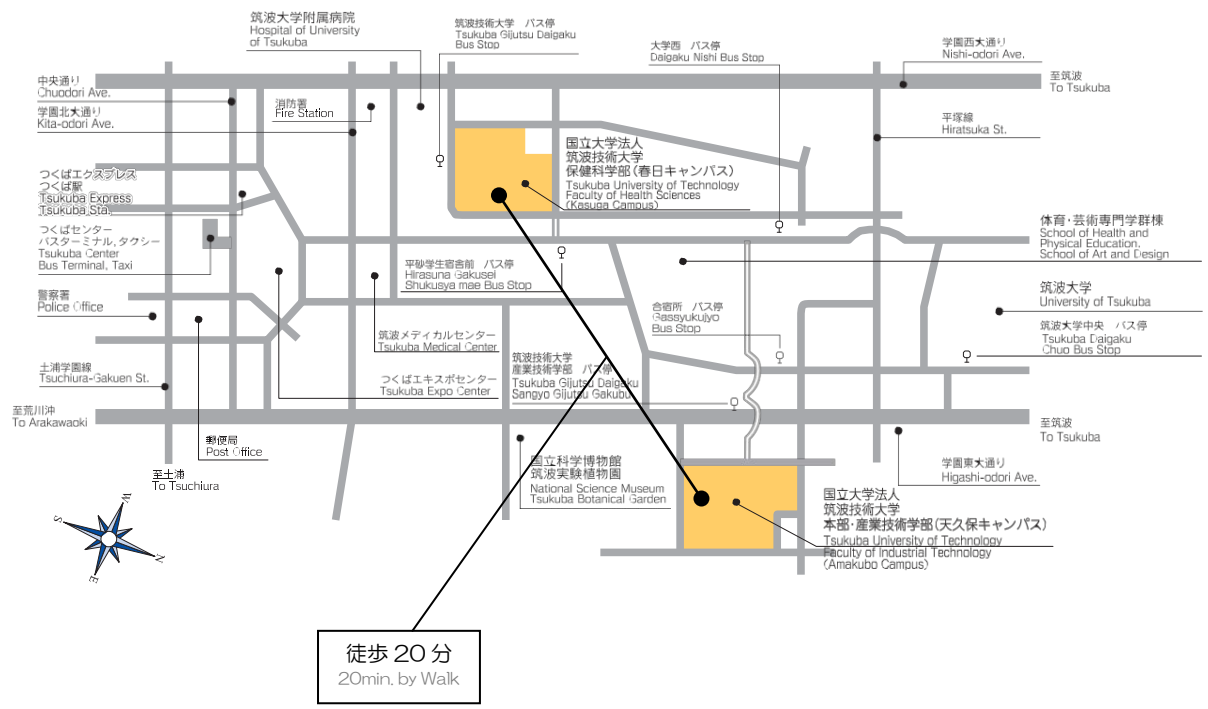 筑波大学附属病院
Hospital of University
of Tsukuba
筑波技術大学　バス停
Tsukuba Gijutsu Daigaku
Bus Stop
大学西　バス停
Daigaku Nishi Bus Stop
学園西大通り
Nishi-odori Ave.
中央通り
Chuodori Ave.
至筑波
To Tsukuba
学園北大通り
Kita-odori Ave.
消防署
Fire Station
平塚線
Hiratsuka St.
国立大学法人
筑波技術大学
保健科学部（春日キャンパス）
Tsukuba University of Technology
Faculty of Health Sciences
(Kasuga Campus)
つくばエクスプレス
つくば駅
Tsukuba Express
Tsukuba Sta.
つくばセンター
バスターミナル，タクシー
Tsukuba Center
Bus Terminal, Taxi
体育・芸術専門学群棟
School of Health and
Physical Education.
School of Art and Design
平砂学生宿舎前　バス停
Hirasuna Gakusei
Shukusya mae Bus Stop
警察署
Police Office
筑波大学
University of Tsukuba
合宿所　バス停
Gassyukujyo
Bus Stop
筑波大学中央　バス停
Tsukuba Daigaku
Chuo Bus Stop
筑波メディカルセンター
Tsukuba Medical Center
筑波技術大学
産業技術学部　バス停
Tsukuba Gijutsu Daigaku
Sangyo Gijutsu Gakubu
土浦学園線
Tsuchiura-Gakuen St.
つくばエキスポセンター
Tsukuba Expo Center
至荒川沖
To Arakawaoki
至筑波
To Tsukuba
郵便局
Post Office
至土浦
To Tsuchiura
国立科学博物館
筑波実験植物園
National Science Museum
Tsukuba Botanical Garden
学園東大通り
Higashi-odori Ave.
国立大学法人
筑波技術大学
本部・産業技術学部（天久保キャンパス）
Tsukuba University of Technology
Faculty of Industrial Technology
(Amakubo Campus)
W
S
N
E
徒歩 20 分
20min. by Walk